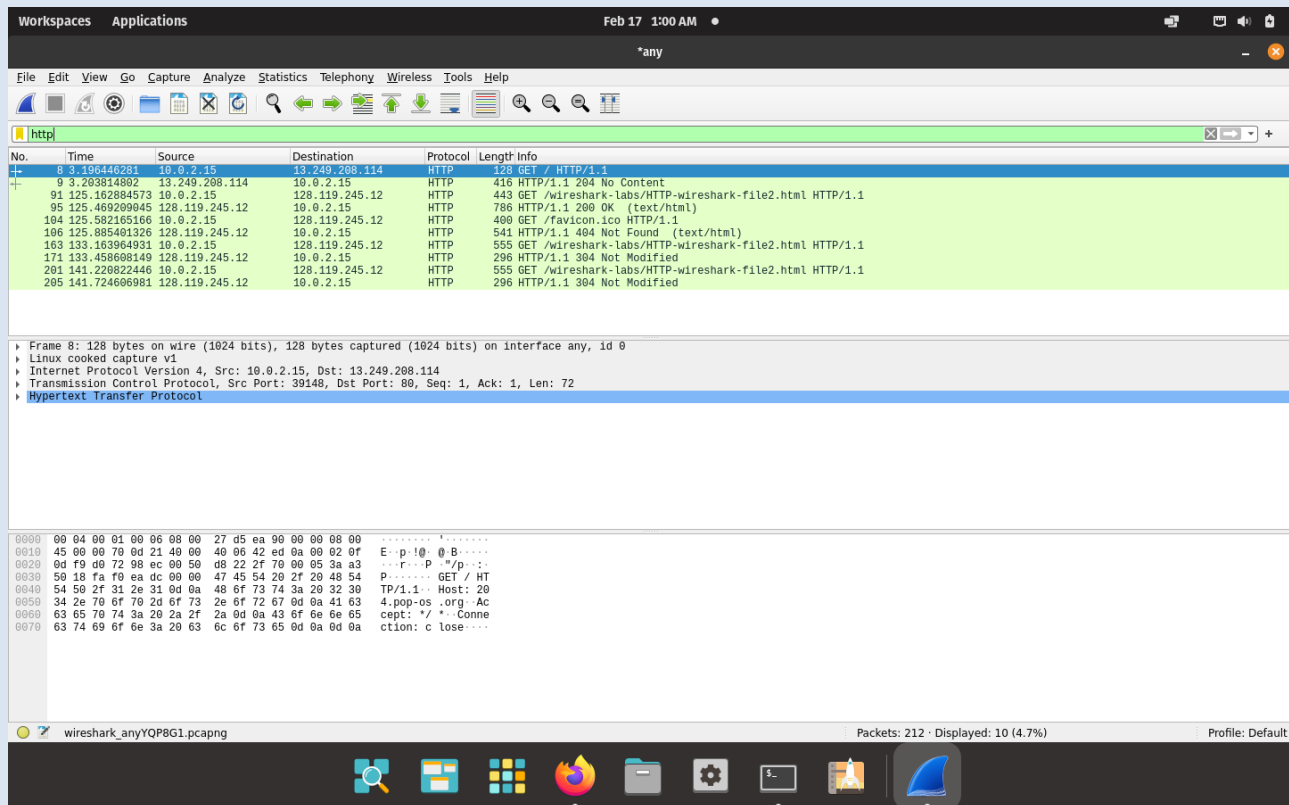 Workspaces Applications Feb 17 1:00 AM
*any
File Edit View Go Capture Analyze Statistics Telephony Wireless Tools Help
http
No. Time Source Destination Protocol Length Info
8 3.196446281 10.0.2.15 13.249.208.114 HTTP 128 GET / HTTP/1.1
9 3.203814802 13.249.208.114 10.0.2.15 HTTP 416 HTTP/1.1 204 No Content
91 125.162884573 10.0.2.15 128.119.245.12 HTTP 443 GET /wireshark-labs/HTTP-wireshark-file2.html HTTP/1.1
95 125.469209045 128.119.245.12 10.0.2.15 HTTP 786 HTTP/1.1 200 OK (text/html)
104 125.582165166 10.0.2.15 128.119.245.12 HTTP 400 GET /favicon.ico HTTP/1.1
106 125.885401326 128.119.245.12 10.0.2.15 HTTP 541 HTTP/1.1 404 Not Found (text/html)
163 133.163964931 10.0.2.15 128.119.245.12 HTTP 555 GET /wireshark-labs/HTTP-wireshark-file2.html HTTP/1.1
171 133.458608149 128.119.245.12 10.0.2.15 HTTP 296 HTTP/1.1 304 Not Modified
201 141.220822446 10.0.2.15 128.119.245.12 HTTP 555 GET /wireshark-labs/HTTP-wireshark-file2.html HTTP/1.1
205 141.724606981 128.119.245.12 10.0.2.15 HTTP 296 HTTP/1.1 304 Not Modified
Frame 8: 128 bytes on wire (1024 bits), 128 bytes captured (1024 bits) on interface any, id 0
Linux cooked capture v1
Internet Protocol Version 4, Src: 10.0.2.15, Dst: 13.249.208.114
Transmission Control Protocol, Src Port: 39148, Dst Port: 80, Seq: 1, Ack: 1, Len: 72
Hypertext Transfer Protocol
0000 00 04 00 01 00 06 08 00 27 d5 ea 90 00 00 08 00 ········ '·······
0010 45 00 00 70 0d 21 40 00 40 06 42 ed 0a 00 02 0f E··p·!@· @·B·····
0020 0d f9 d0 72 98 ec 00 50 d8 22 2f 70 00 05 3a a3 ···r···P ·"/p··:·
0030 50 18 fa f0 ea dc 00 00 47 45 54 20 2f 20 48 54 P······· GET / HT
0040 54 50 2f 31 2e 31 0d 0a 48 6f 73 74 3a 20 32 30 TP/1.1·· Host: 20
0050 34 2e 70 6f 70 2d 6f 73 2e 6f 72 67 0d 0a 41 63 4.pop-os .org··Ac
0060 63 65 70 74 3a 20 2a 2f 2a 0d 0a 43 6f 6e 6e 65 cept: */ *··Conne
0070 63 74 69 6f 6e 3a 20 63 6c 6f 73 65 0d 0a 0d 0a ction: c lose····
wireshark_anyYQP8G1.pcapng Packets: 212 · Displayed: 10 (4.7%) Profile: Default